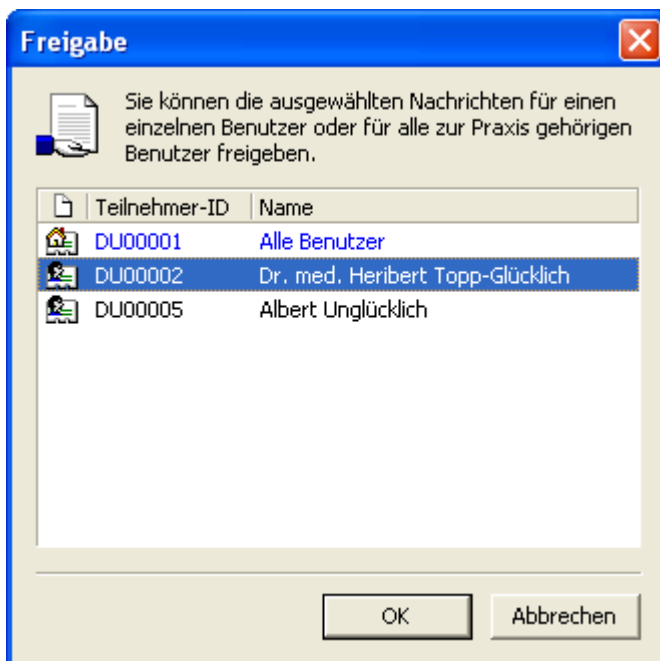 Freigabe
Sie können die ausgewählten Nachrichten für einen
einzelnen Benutzer oder für alle zur Praxis gehörigen
Benutzer freigeben.
Teilnehmer-ID Name
DU00001 Alle Benutzer
DU00002 Dr. med. Heribert Topp-Glücklich
DU00005 Albert Unglücklich
OK Abbrechen